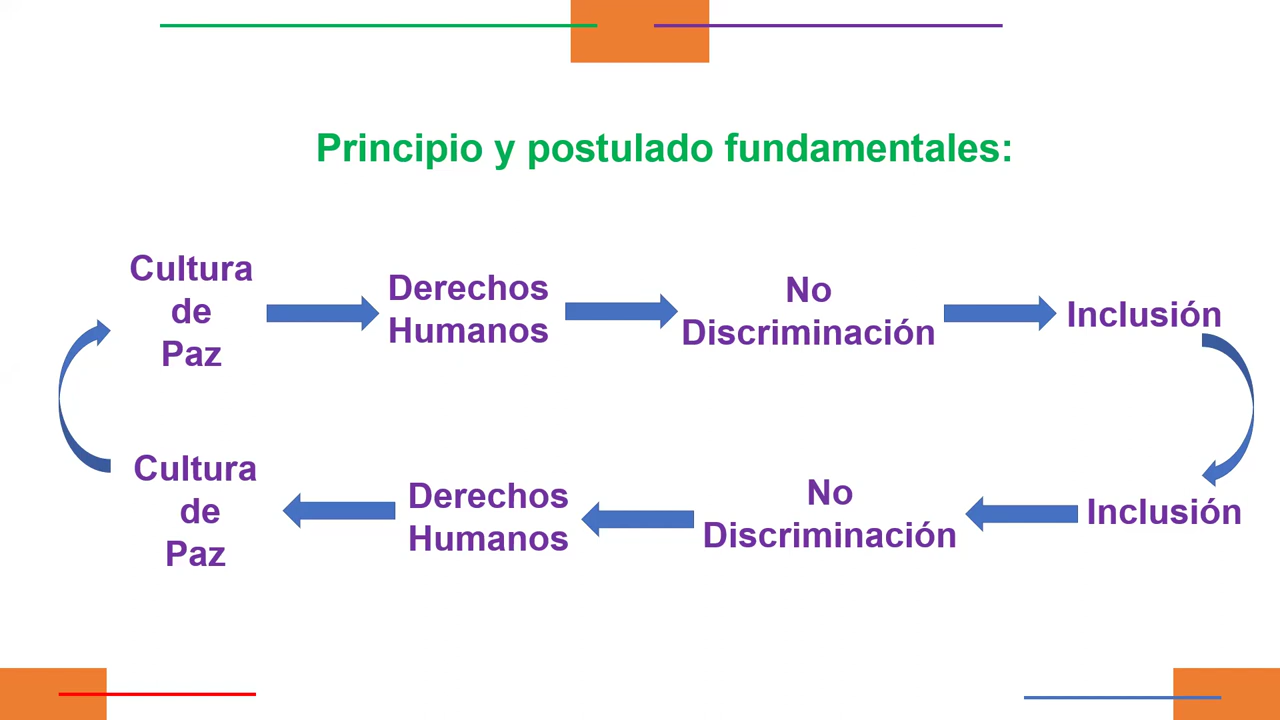 Principio y postulado fundamentales:
Cultura
de
Paz
Derechos
Humanos
No
Discriminación
Inclusión
Cultura
de
Paz
Derechos
Humanos
No
Discriminación
Inclusión